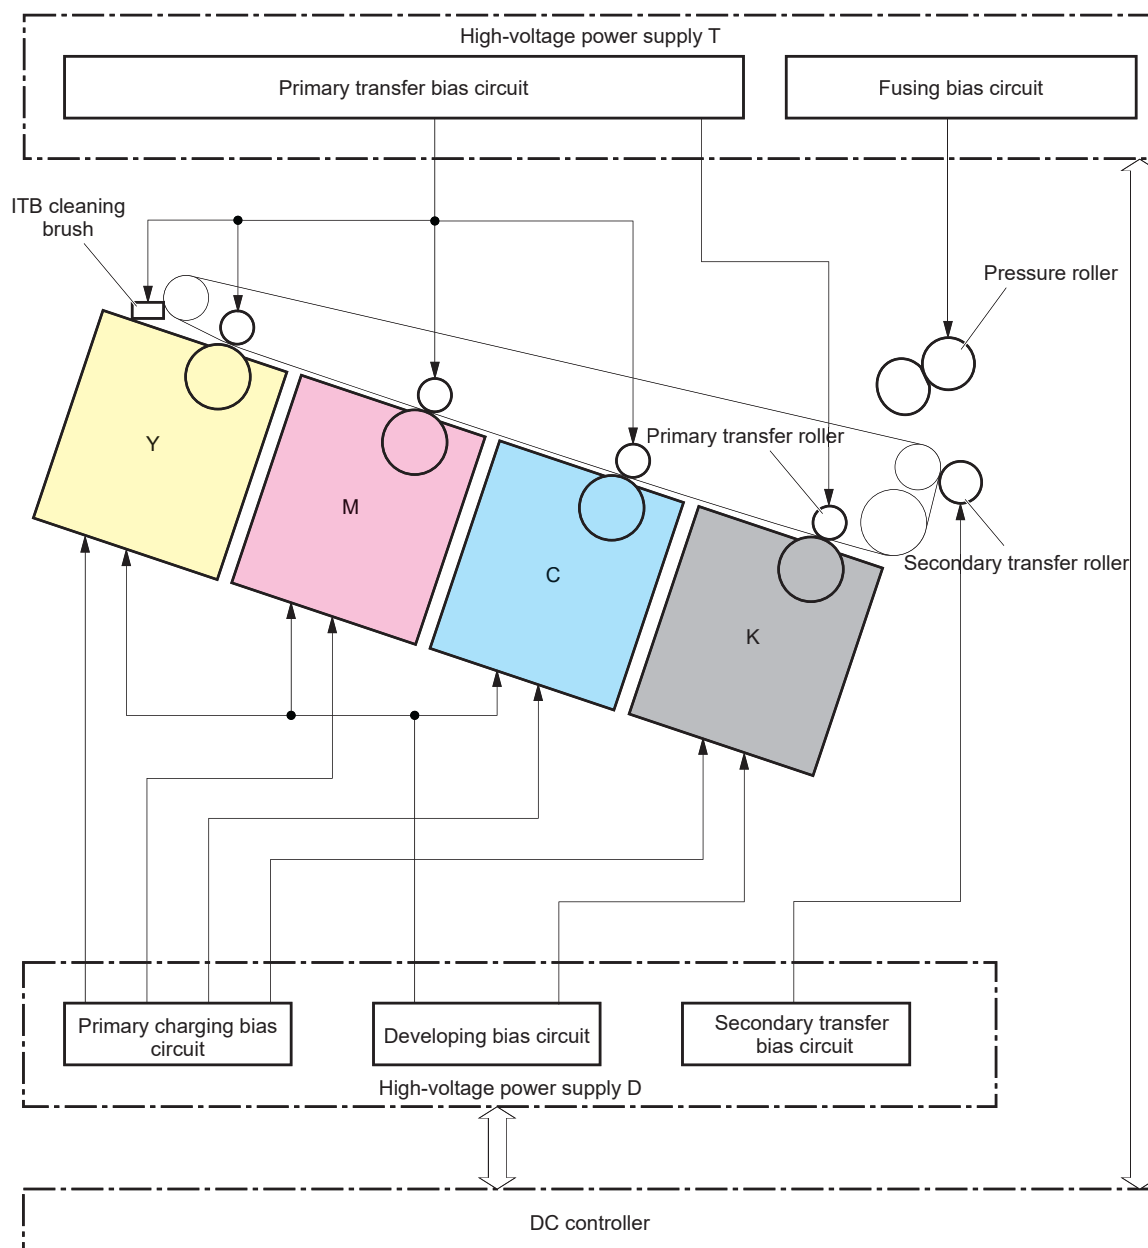 High-voltage power supply T
Primary transfer bias circuit
Fusing bias circuit
ITB cleaning
brush
Pressure roller
Y
Primary transfer roller
M
Secondary transfer roller
C
K
Primary charging bias
circuit
Developing bias circuit
Secondary transfer
bias circuit
High-voltage power supply D
DC controller